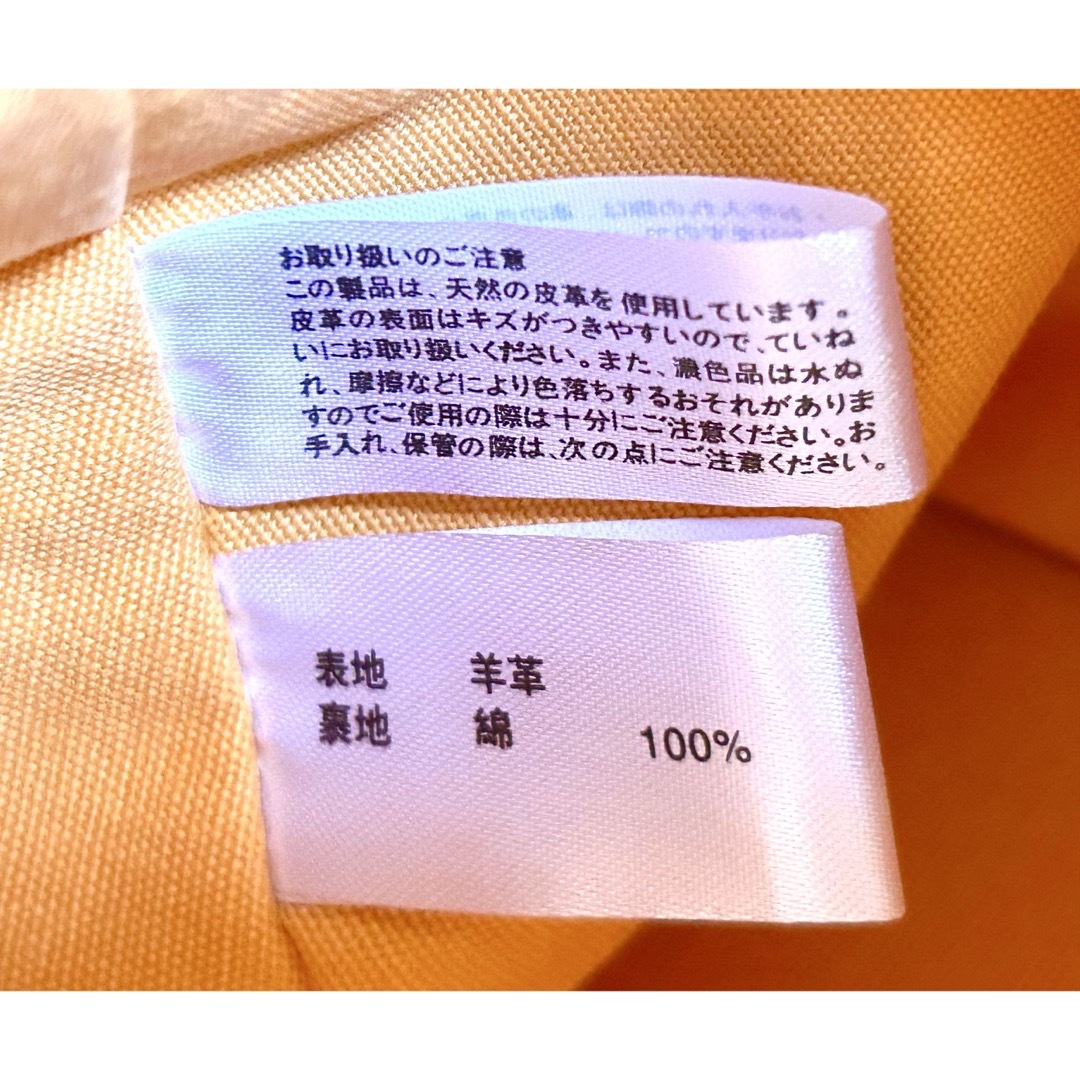 お取り扱いのご注意
この製品は、天然の皮革を使用しています。
皮革の表面はキズがつきやすいので、ていね
いにお取り扱いください。また、濃色品は水ぬ
れ、摩擦などにより色落ちするおそれがありま
すのでご使用の際は十分にご注意ください。お
手入れ、保管の際は、次の点にご注意ください。
表地 羊革
裏地 綿 100%